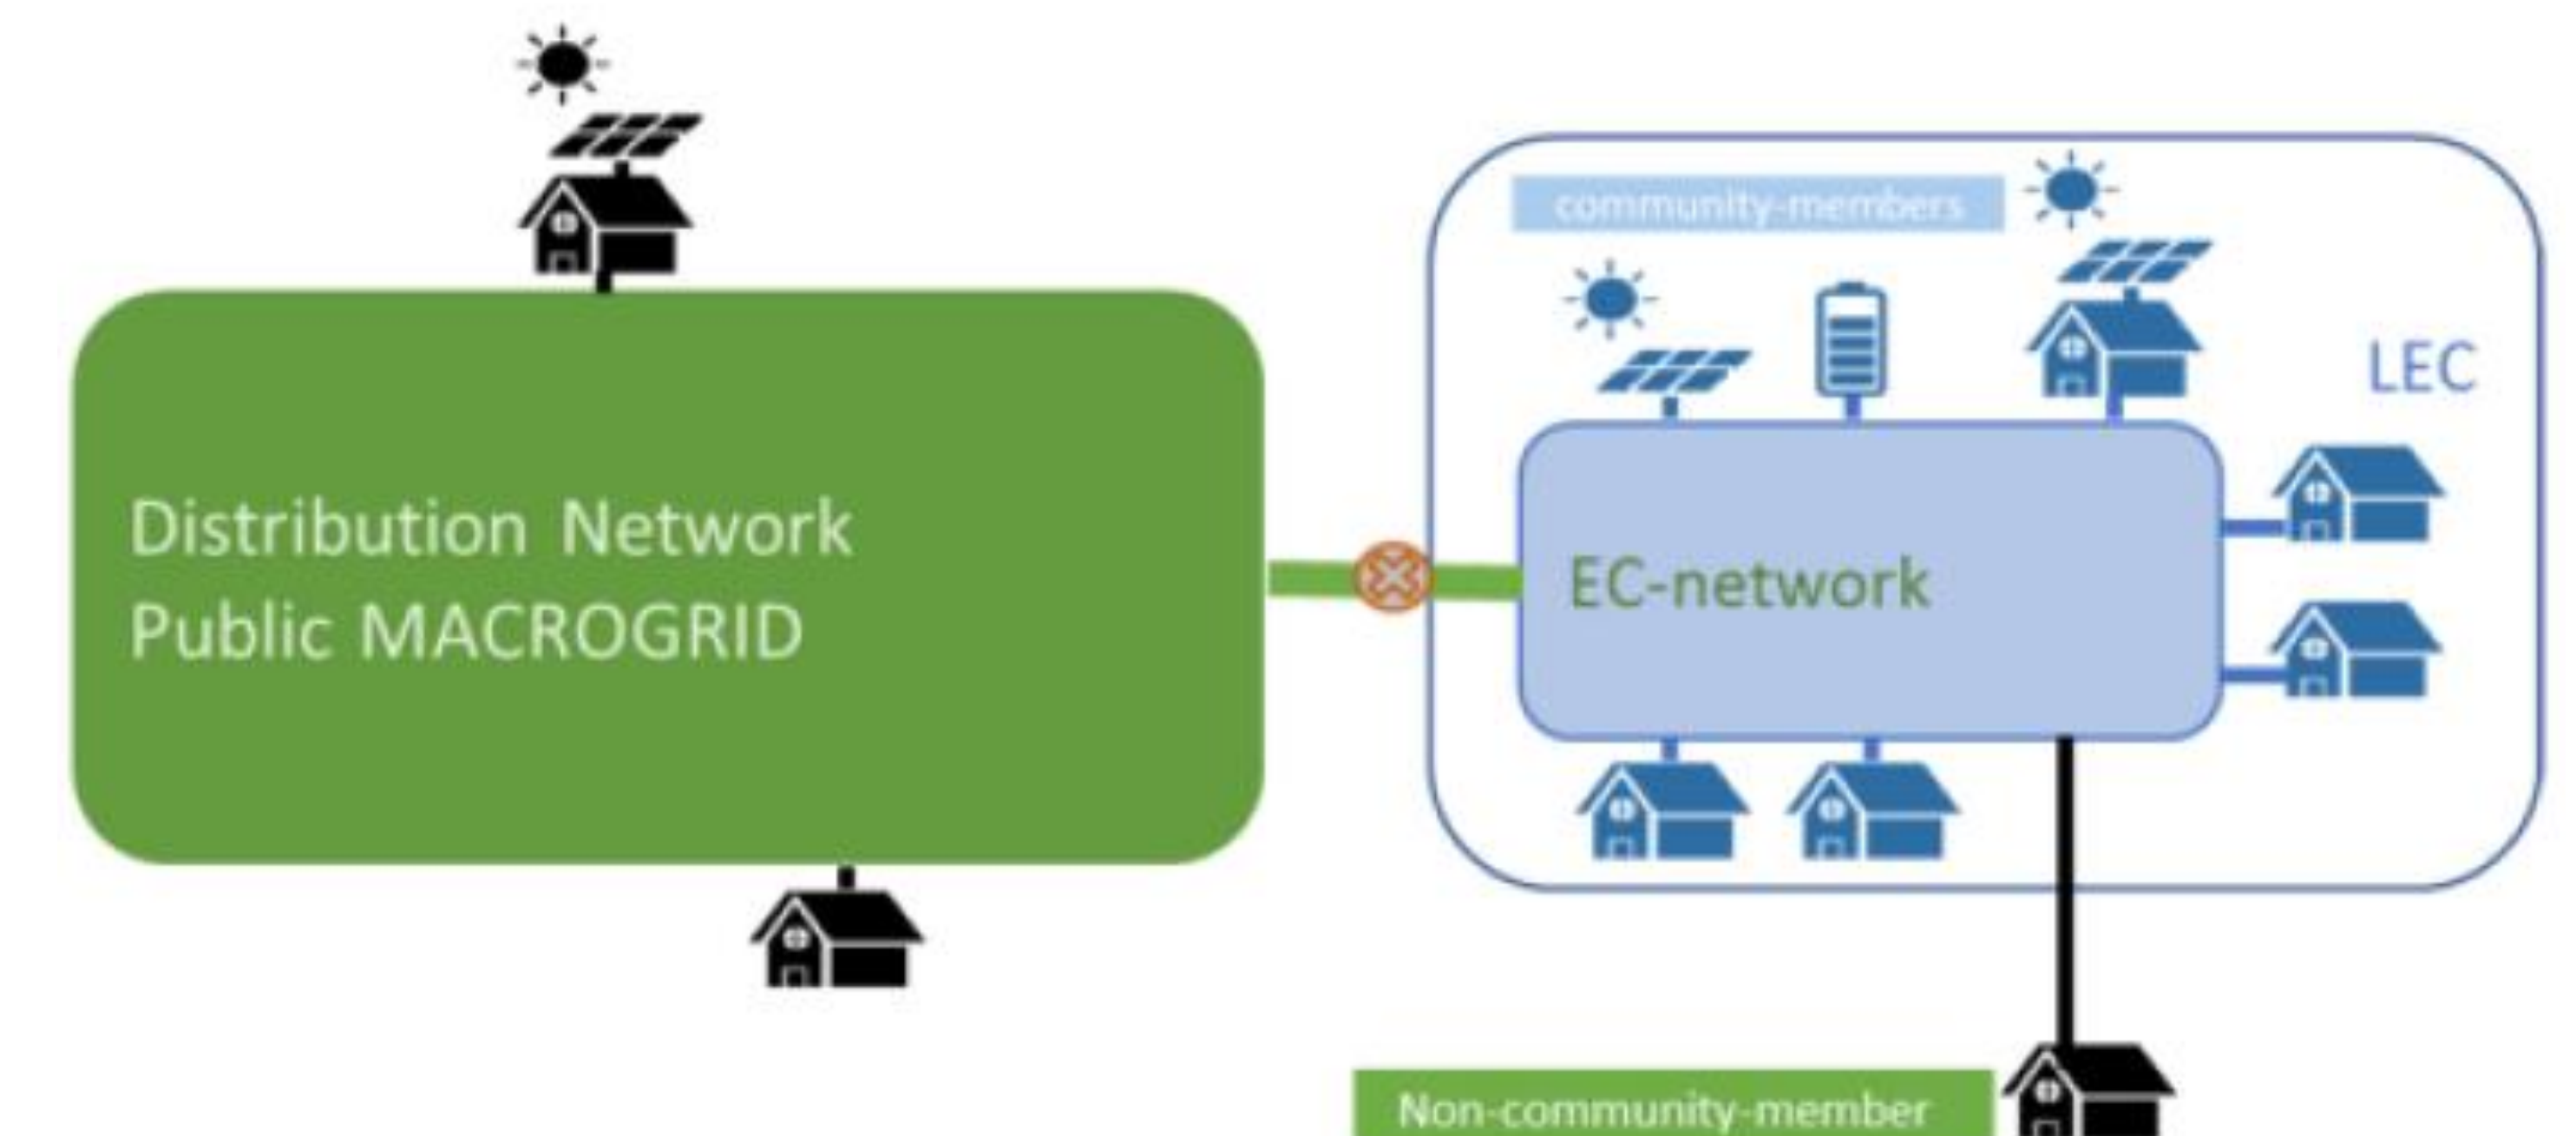 community-members
LEC
Distribution Network
Public MACROGRID
EC-network
Non-community-member